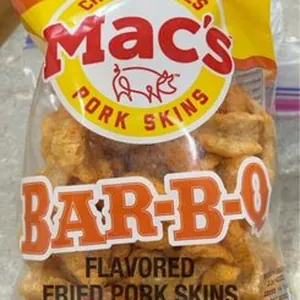 Mac's
PORK SKINS
BAR-B-Q
FLAVORED
FRIED PORK SKINS